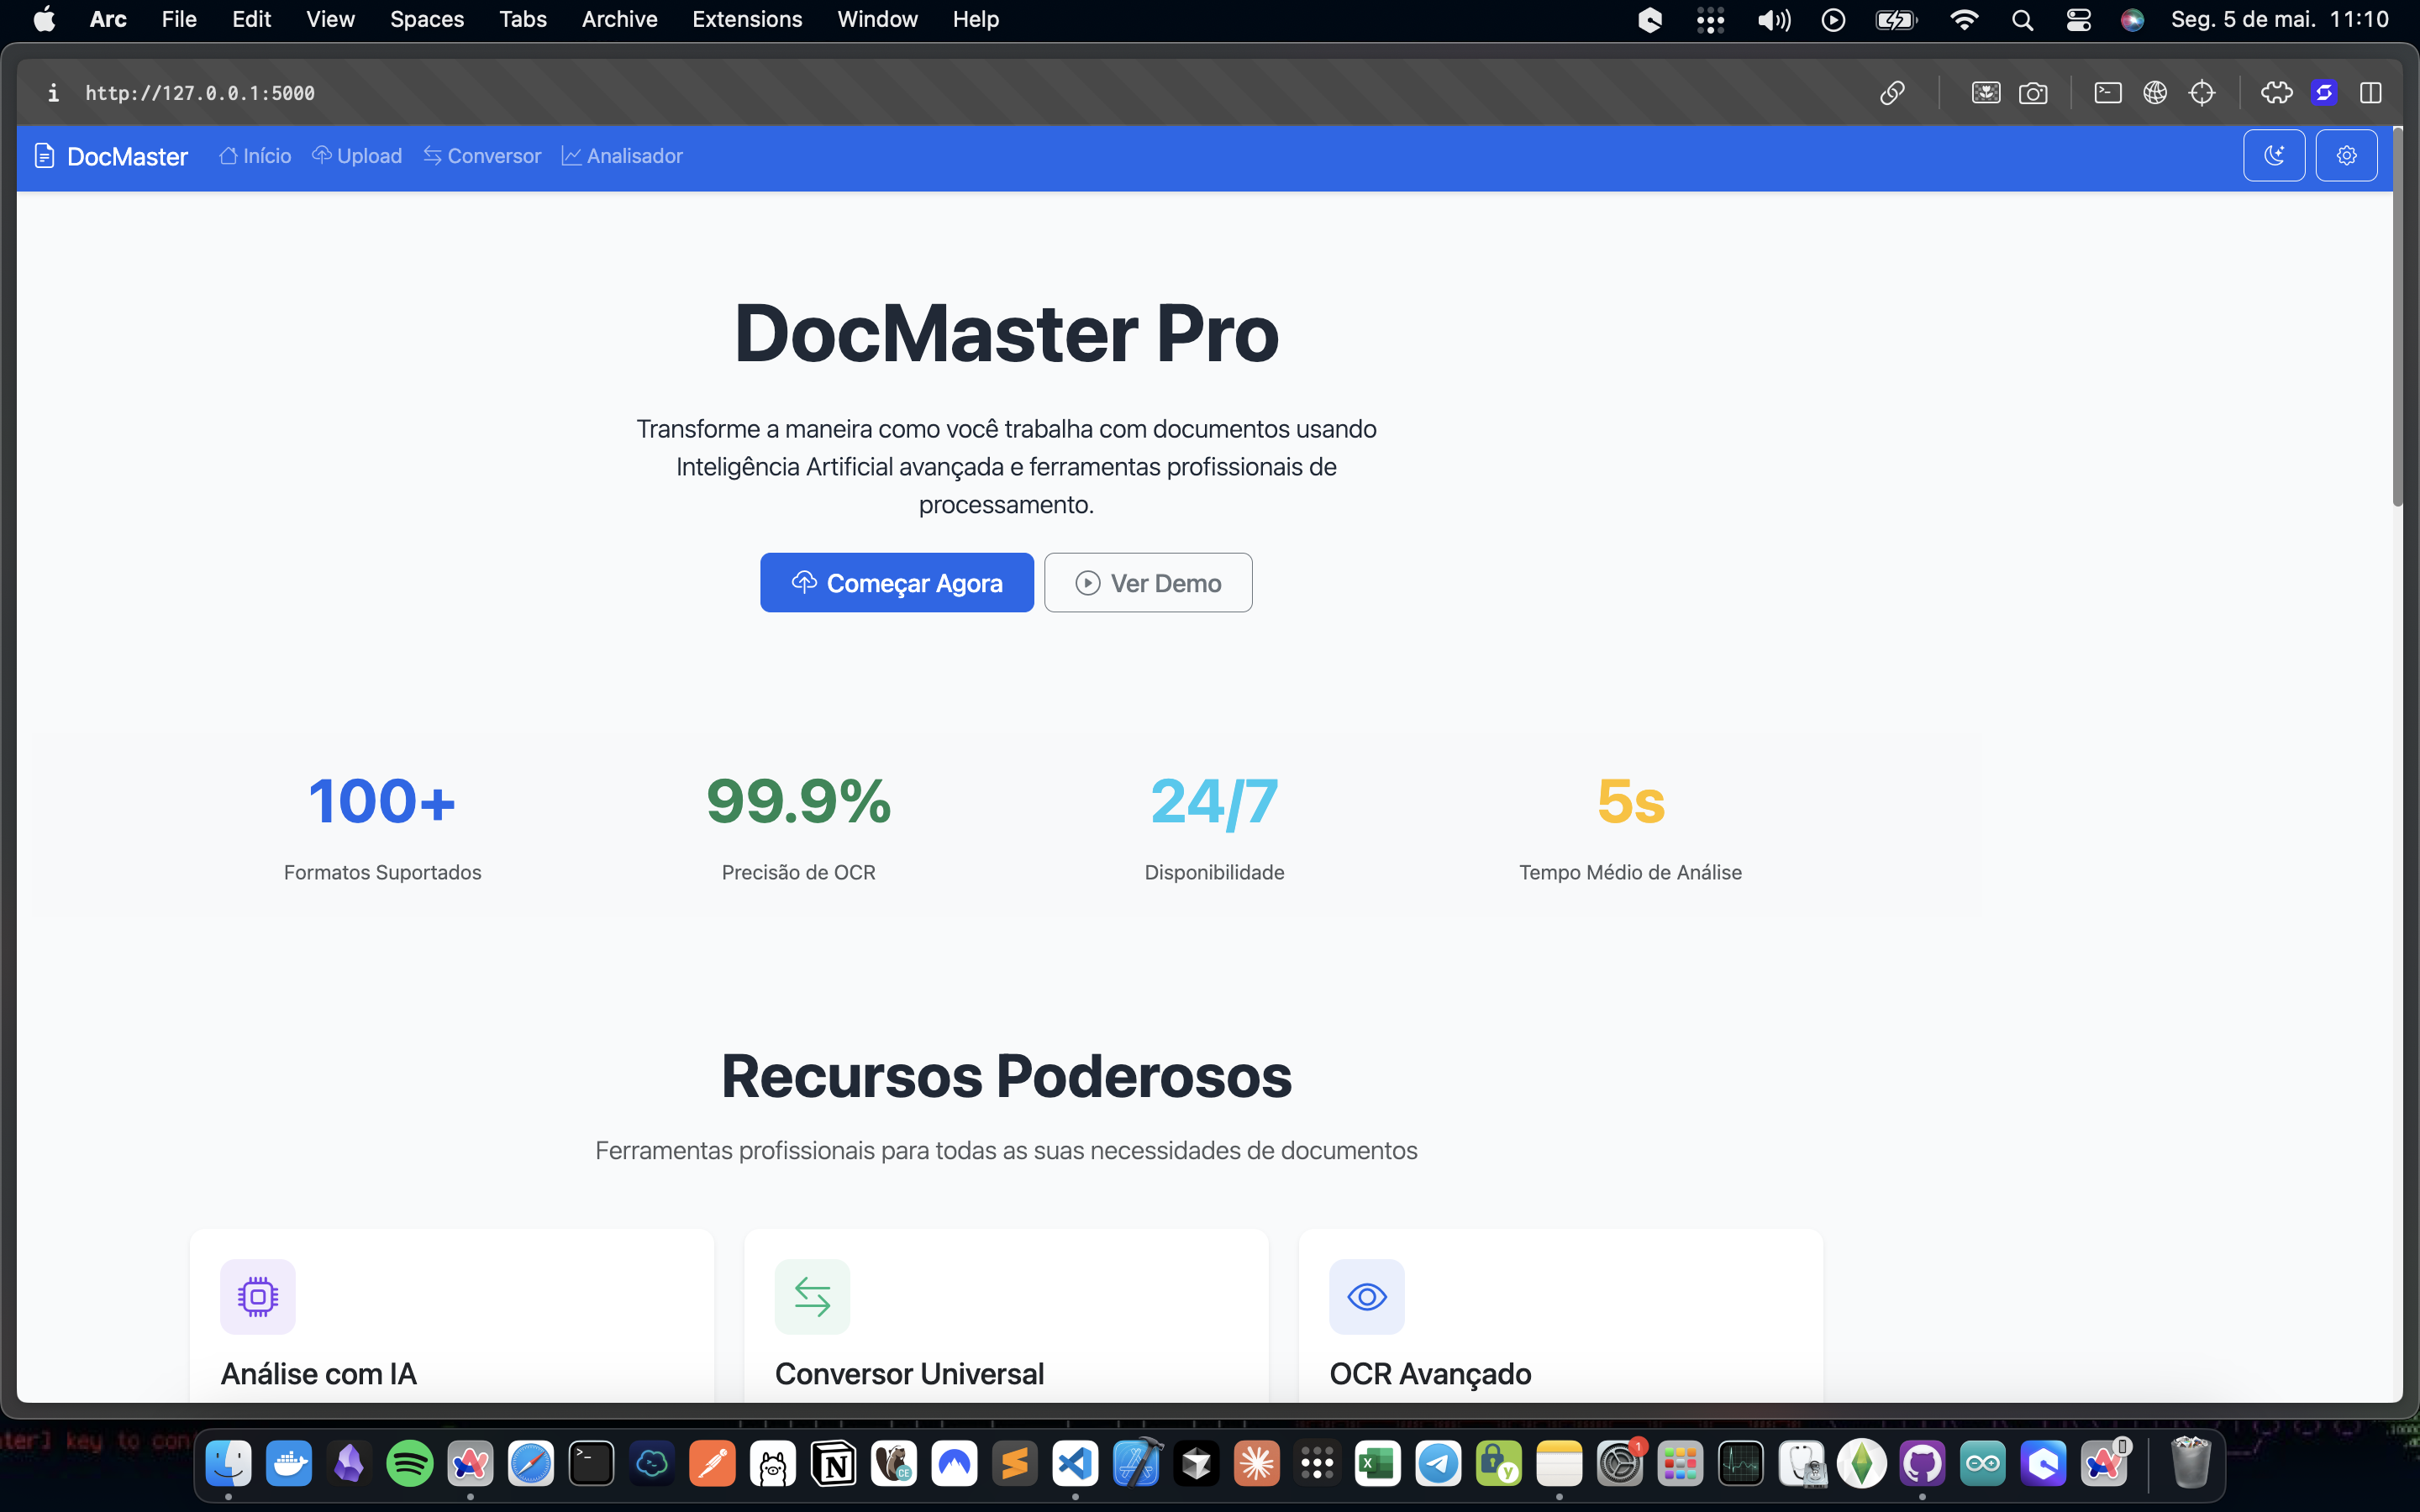 Arc File Edit View Spaces Tabs Archive Extensions Window Help Seg. 5 de mai. 11:10
http://127.0.0.1:5000
DocMaster Início Upload Conversor Analisador
DocMaster Pro
Transforme a maneira como você trabalha com documentos usando
Inteligência Artificial avançada e ferramentas profissionais de
processamento.
Começar Agora Ver Demo
100+ 99.9% 24/7 5s
Formatos Suportados Precisão de OCR Disponibilidade Tempo Médio de Análise
Recursos Poderosos
Ferramentas profissionais para todas as suas necessidades de documentos
Análise com IA Conversor Universal OCR Avançado
key to
1